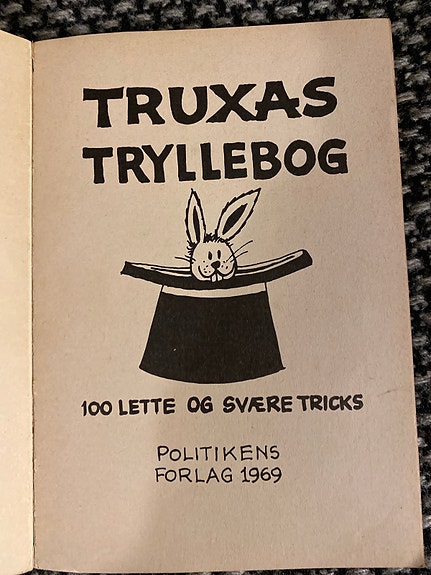 TRUXAS
TRYLLEBOG
100 LETTE OG SVÆRE TRICKS
POLITIKENS
FORLAG 1969